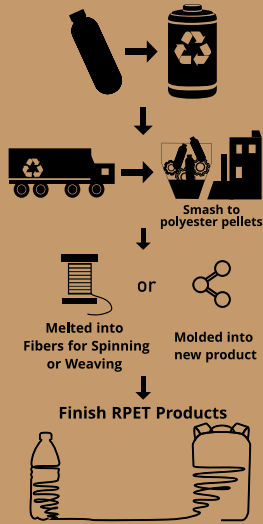 Smash to
polyester pellets
or
Melted into
Fibers for Spinning
or Weaving
Molded into
new product
Finish RPET Products